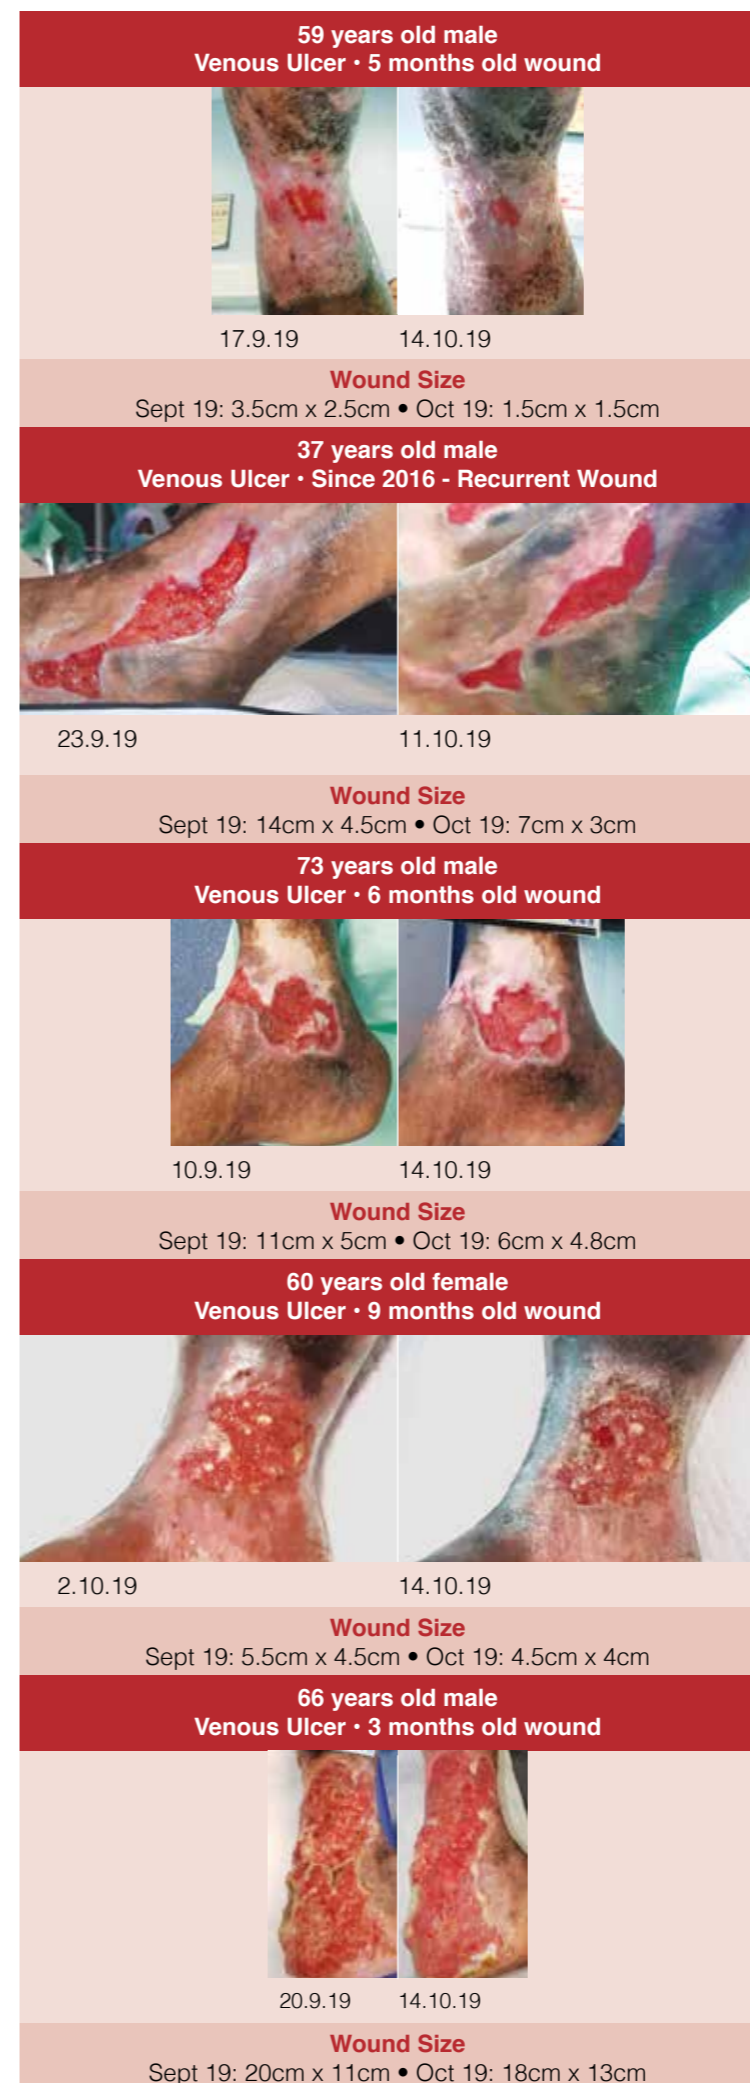 59 years old male
Venous Ulcer • 5 months old wound
17.9.19 14.10.19
Wound Size
Sept 19: 3.5cm x 2.5cm • Oct 19: 1.5cm x 1.5cm
37 years old male
Venous Ulcer • Since 2016 - Recurrent Wound
23.9.19 11.10.19
Wound Size
Sept 19: 14cm x 4.5cm • Oct 19: 7cm x 3cm
73 years old male
Venous Ulcer • 6 months old wound
10.9.19 14.10.19
Wound Size
Sept 19: 11cm x 5cm • Oct 19: 6cm x 4.8cm
60 years old female
Venous Ulcer • 9 months old wound
2.10.19 14.10.19
Wound Size
Sept 19: 5.5cm x 4.5cm • Oct 19: 4.5cm x 4cm
66 years old male
Venous Ulcer • 3 months old wound
20.9.19 14.10.19
Wound Size
Sept 19: 20cm x 11cm • Oct 19: 18cm x 13cm